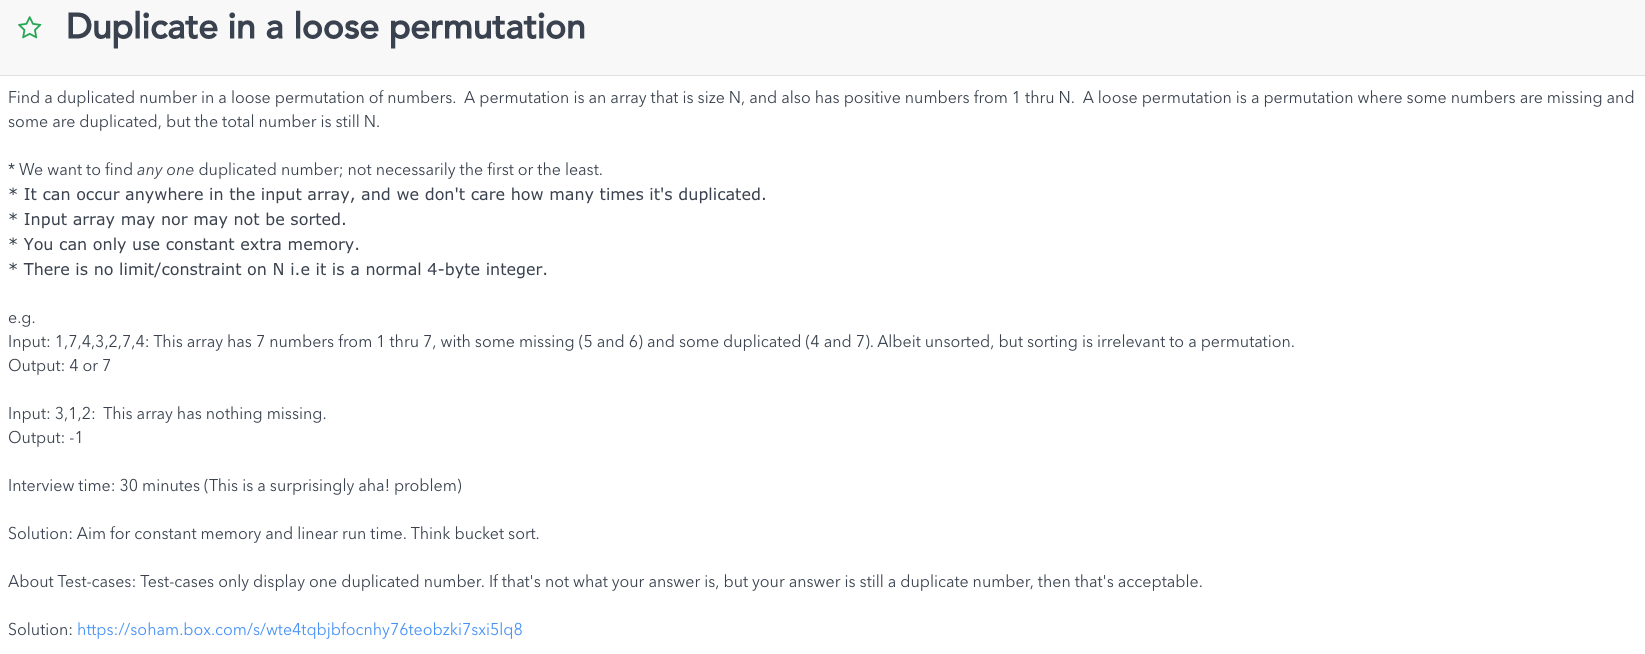 Duplicate in a loose permutation
Find a duplicated number in a loose permutation of numbers.  A permutation is an array that is size N, and also has positive numbers from 1 thru N.  A loose permutation is a permutation where some numbers are missing and
some are duplicated, but the total number is still N.
* We want to find any one duplicated number; not necessarily the first or the least.
* It can occur anywhere in the input array, and we don't care how many times it's duplicated.
* Input array may nor may not be sorted.
* You can only use constant extra memory.
* There is no limit/constraint on N i.e it is a normal 4-byte integer.
e.g.
Input: 1,7,4,3,2,7,4: This array has 7 numbers from 1 thru 7, with some missing (5 and 6) and some duplicated (4 and 7). Albeit unsorted, but sorting is irrelevant to a permutation.
Output: 4 or 7
Input: 3,1,2:  This array has nothing missing.
Output: -1
Interview time: 30 minutes (This is a surprisingly aha! problem)
Solution: Aim for constant memory and linear run time. Think bucket sort.
About Test-cases: Test-cases only display one duplicated number. If that's not what your answer is, but your answer is still a duplicate number, then that's acceptable.
Solution: https://soham.box.com/s/wte4tqbjbfocnhy76teobzki7sxi5lq8